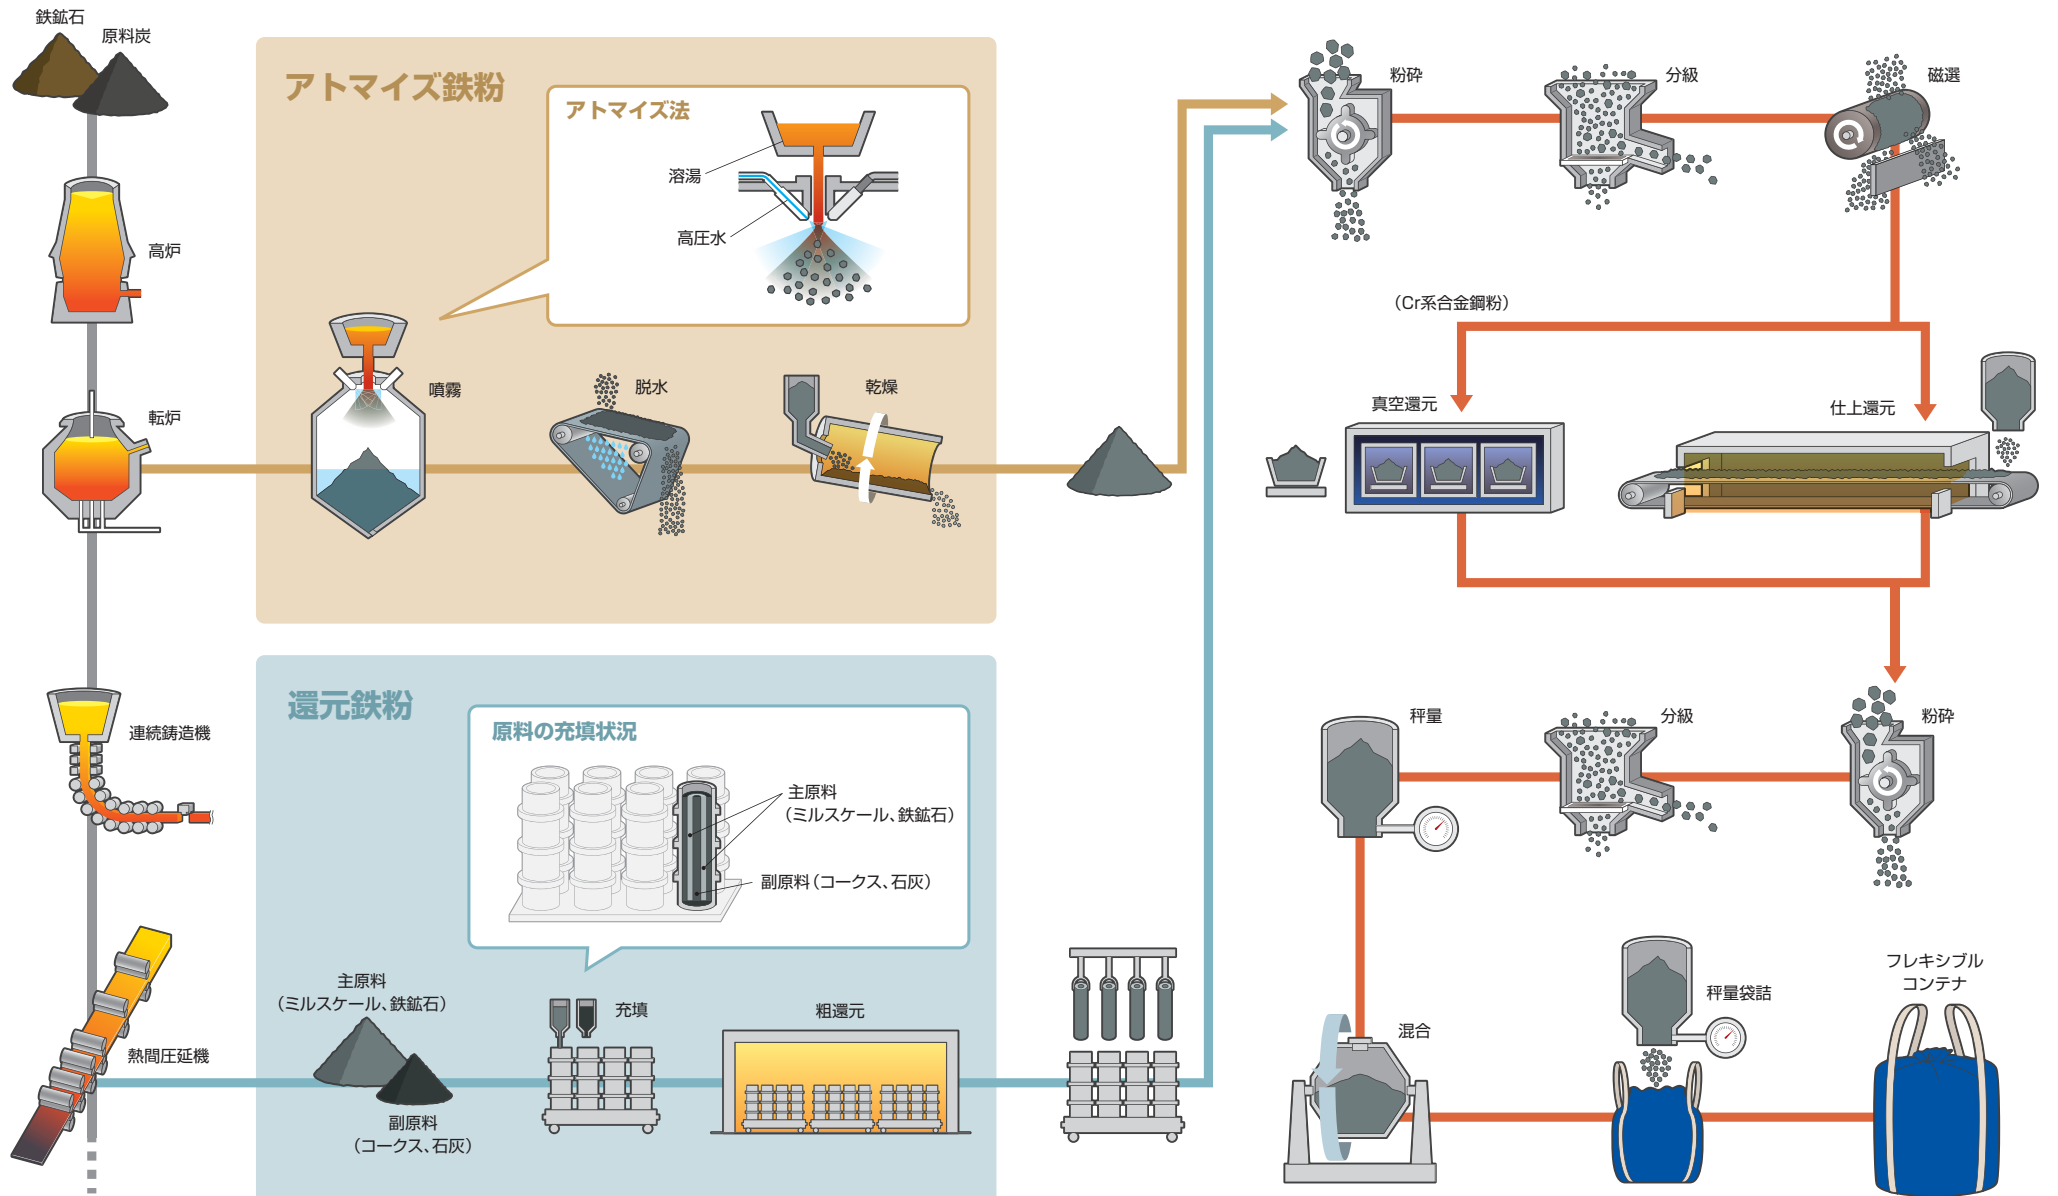 鉄鉱石
原料炭
高炉
転炉
連続鋳造機
熱間圧延機
アトマイズ鉄粉
アトマイズ法
溶湯
高圧水
噴霧
脱水
乾燥
還元鉄粉
原料の充填状況
主原料
（ミルスケール、鉄鉱石）
副原料（コークス、石灰）
主原料
（ミルスケール、鉄鉱石）
副原料
（コークス、石灰）
充填
粗還元
粉砕
分級
磁選
（Cr系合金鋼粉）
真空還元
仕上還元
粉砕
分級
秤量
混合
秤量袋詰
フレキシブル
コンテナ